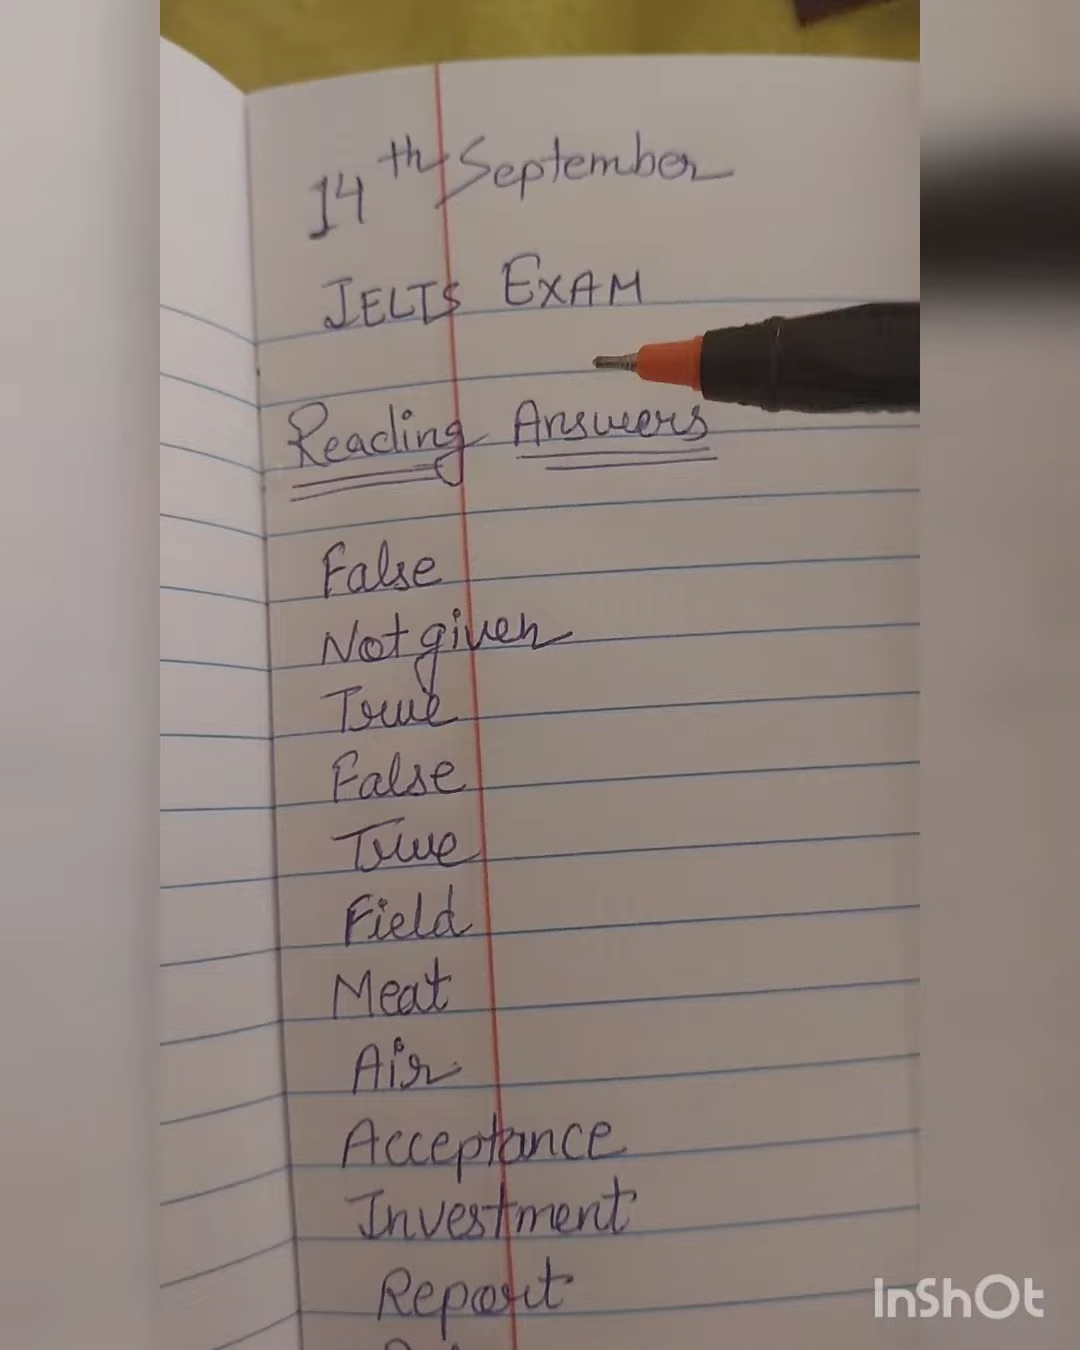 14th September
IELTS EXAM
Reading Answers
False
Not given
True
False
True
Field
Meat
Air
Acceptance
Investment
Report
InShOt